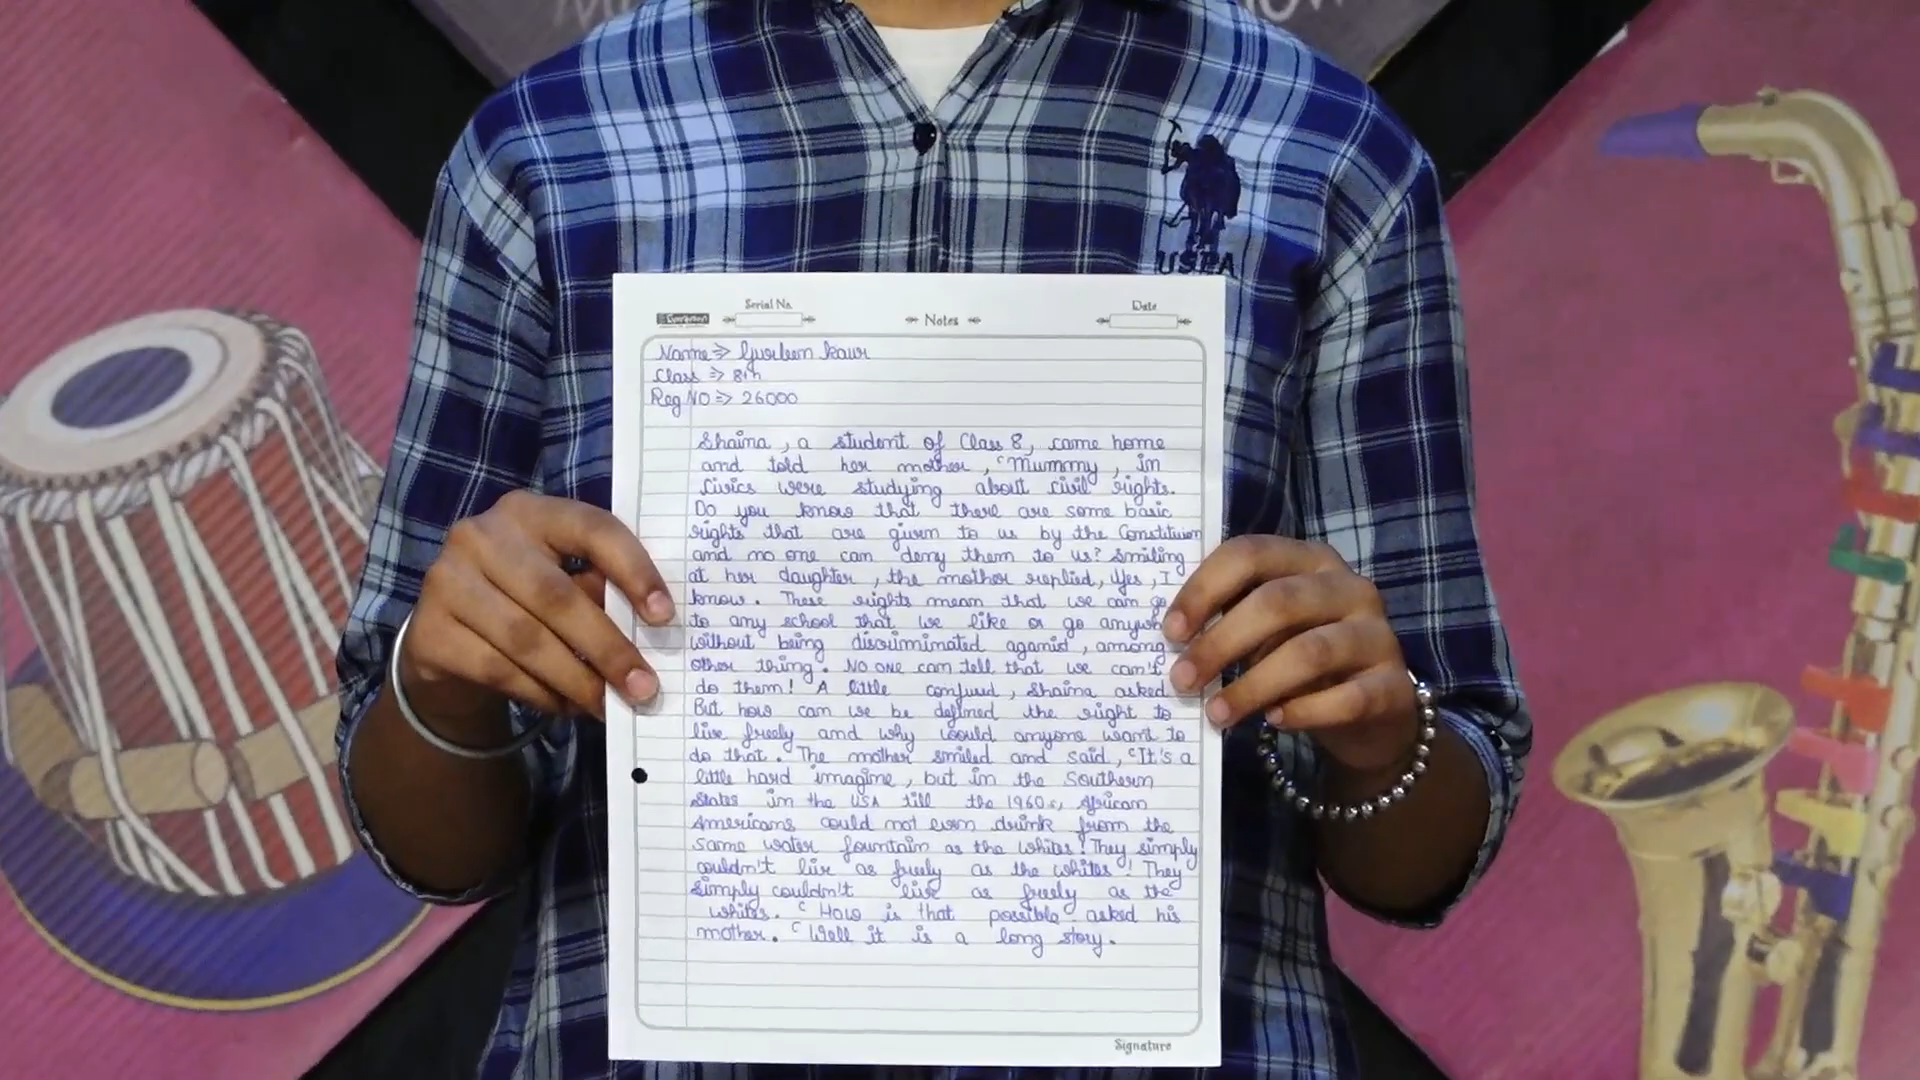 USPA
Serial No.
Notes
Date
Name => Gurleen Kaur
Class => 8th
Reg NO => 26000
Shaina, a student of Class 8, came home
and told her mother, "Mummy, in
Civics were studying about civil rights.
Do you know that there are some basic
rights that are given to us by the Constituion
and no one can deny them to us? Smiling
at her daughter, the mother replied, Yes, I
know. These rights mean that we can go
to any school that we like or go anywh
without being discriminated against, among
other thing. No one can tell that we can't
do them! A little confused, Shaina asked
But how can we be defined the right to
live freely and why would anyone want to
do that. The mother smiled and said, "It's a
little hard imagine, but in the Southern
States in the USA till the 1960s, African
Americans could not even drink from the
same water fountain as the whites! They simply
couldn't live as freely as the whites! They
simply couldn't live as freely as the
whites. "How is that possible" asked his
mother. "Well it is a long story.
Signature